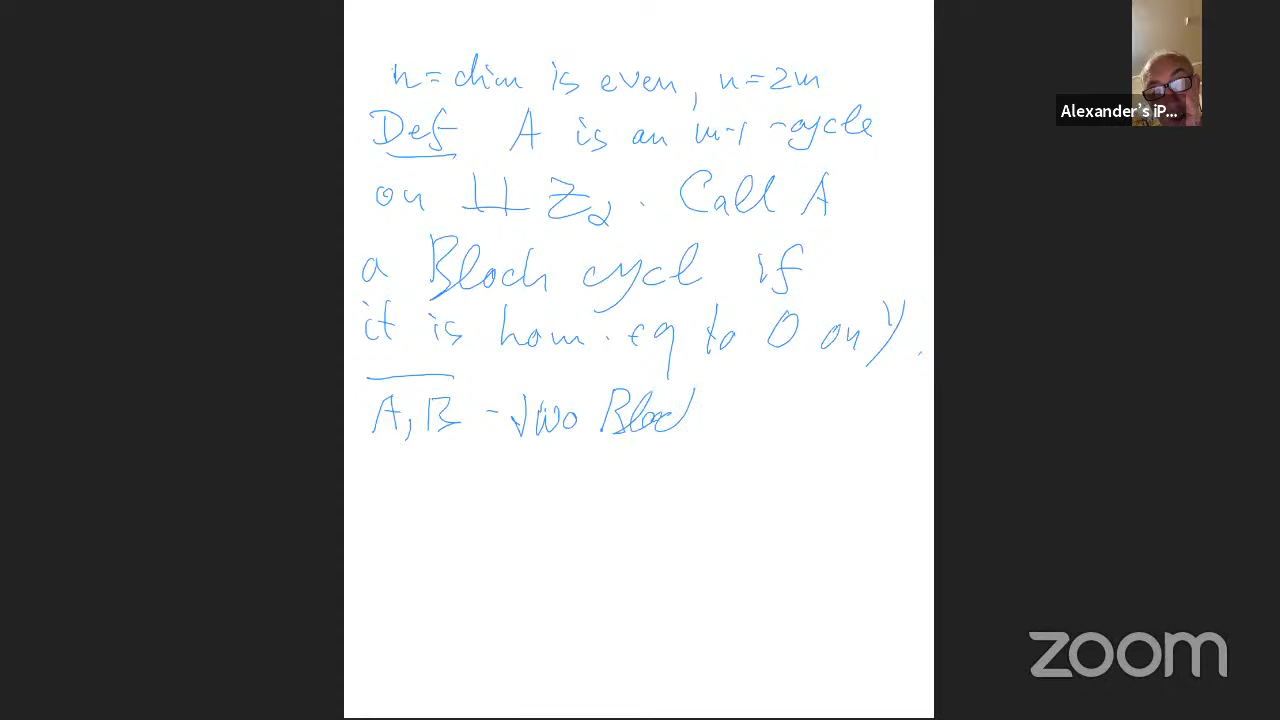 n = dim is even, n = 2m
Def A is an m-1-cycle
on ∐ Z₂. Call A
a Bloch cycl if
it is hom. eq to 0 on Y.
A, B - two Bloc
Alexander's iP...
zoom